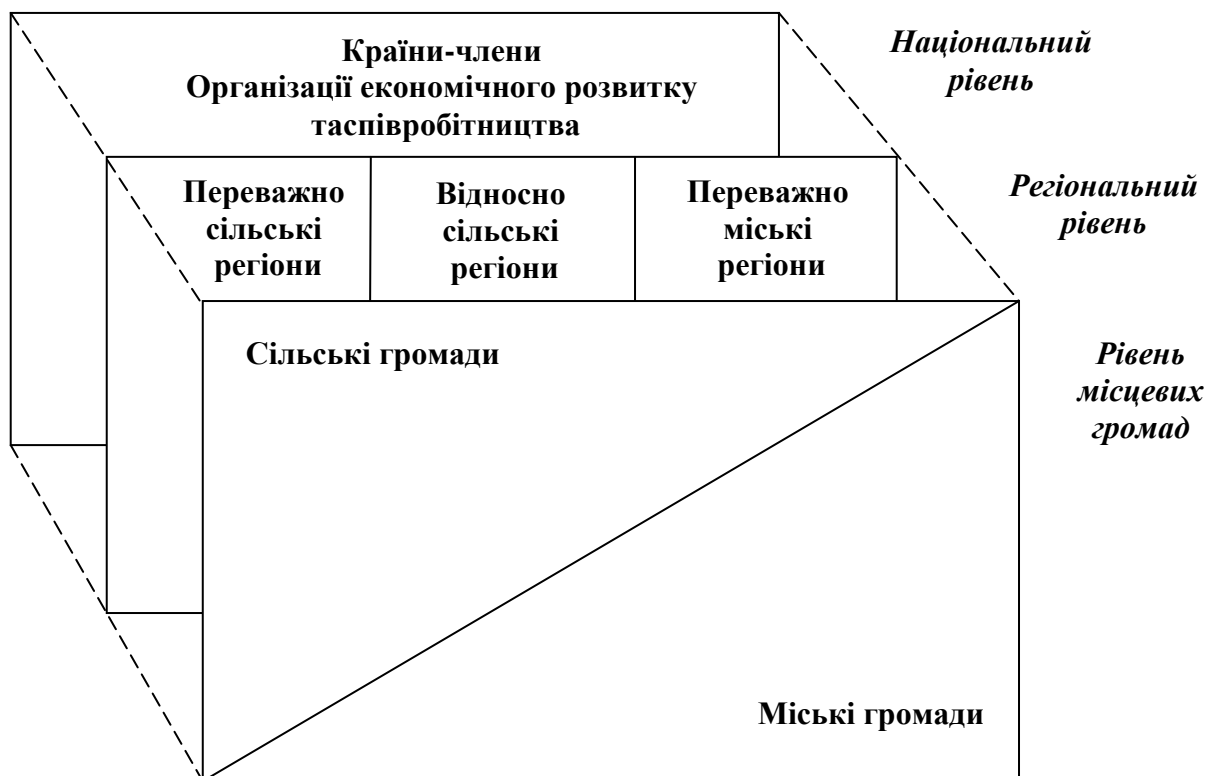 Країни-члени
Організації економічного розвитку
таспівробітництва
Національний
рівень
Переважно
сільські
регіони
Відносно
сільські
регіони
Переважно
міські
регіони
Регіональний
рівень
Сільські громади
Рівень
місцевих
громад
Міські громади